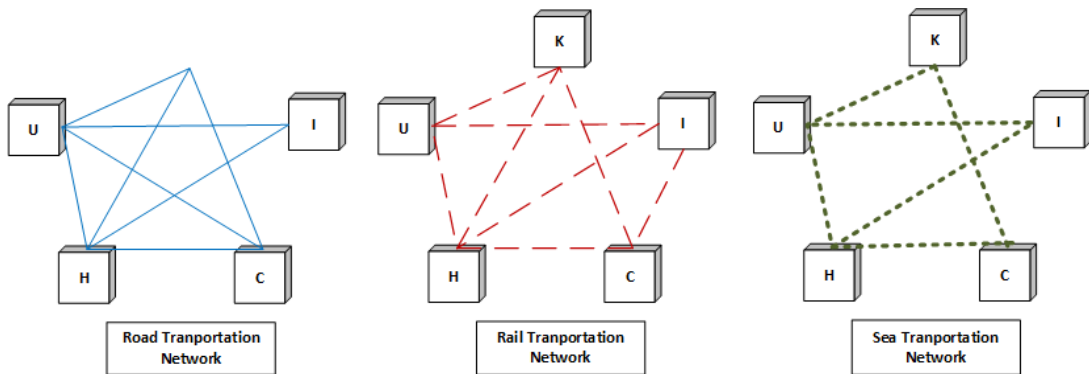 K
K
U
I
U
I
U
I
H
C
H
C
H
C
Road Tranportation
Network
Rail Tranportation
Network
Sea Tranportation
Network